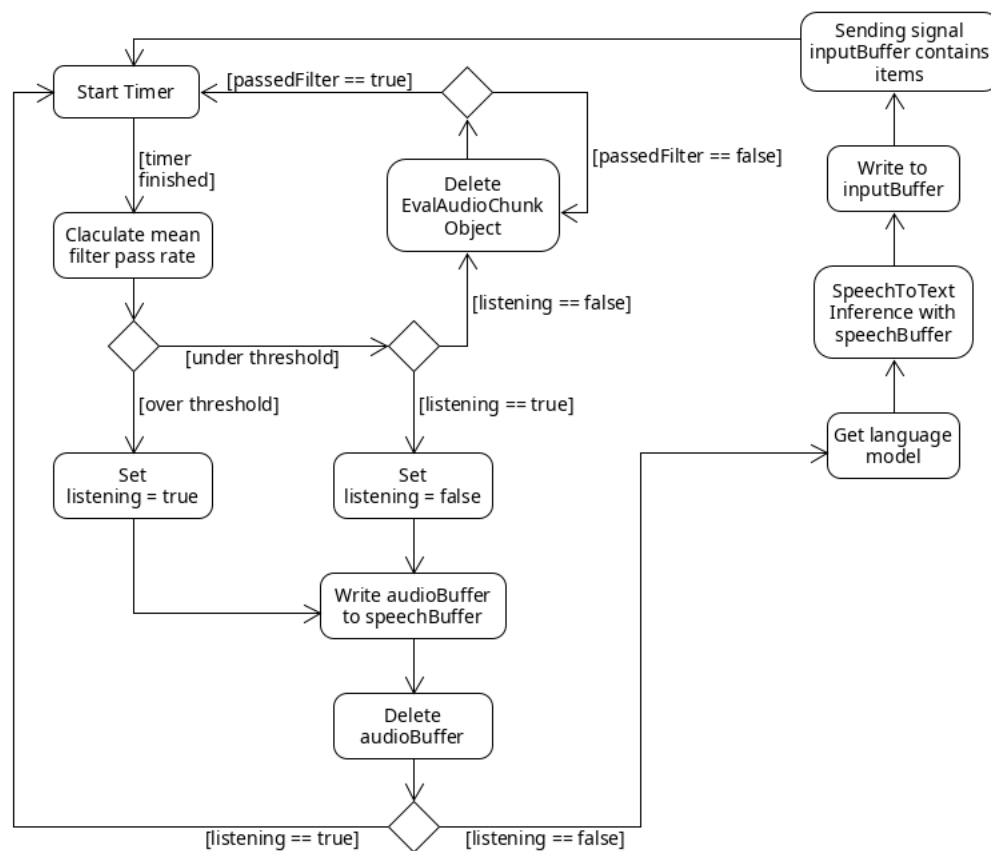 Sending signal
inputBuffer contains
items
[passedFilter == true]
Start Timer
[timer
finished]
[passedFilter == false]
Delete
EvalAudioChunk
Object
Write to
inputBuffer
Claculate mean
filter pass rate
[listening == false]
SpeechToText
Inference with
speechBuffer
[under threshold]
[over threshold]
[listening == true]
Get language
model
Set
listening = true
Set
listening = false
Write audioBuffer
to speechBuffer
Delete
audioBuffer
[listening == true]
[listening == false]